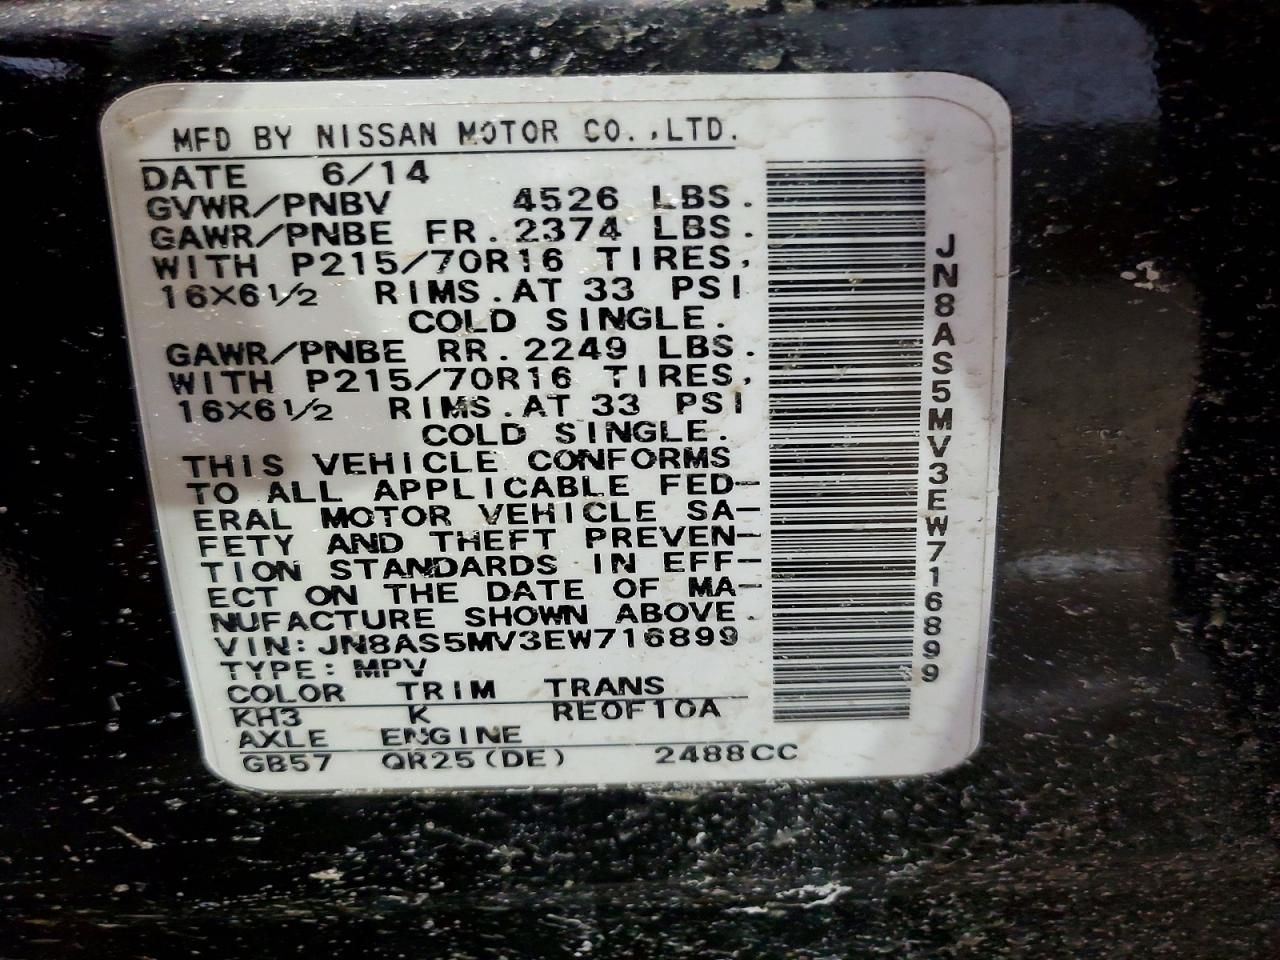 MFD BY NISSAN MOTOR CO.,LTD.
DATE 6/14
GVWR/PNBV 4526 LBS.
GAWR/PNBE FR.2374 LBS.
WITH P215/70R16 TIRES,
16X6 1/2 RIMS.AT 33 PSI
COLD SINGLE.
GAWR/PNBE RR.2249 LBS.
WITH P215/70R16 TIRES,
16X6 1/2 RIMS.AT 33 PSI
COLD SINGLE.
THIS VEHICLE CONFORMS
TO ALL APPLICABLE FED-
ERAL MOTOR VEHICLE SA-
FETY AND THEFT PREVEN-
TION STANDARDS IN EFF-
ECT ON THE DATE OF MA-
NUFACTURE SHOWN ABOVE.
VIN:JN8AS5MV3EW716899
TYPE:MPV
COLOR TRIM TRANS
KH3 K RE0F10A
AXLE ENGINE
GB57 QR25(DE) 2488CC
JN8AS5MV3EW716899